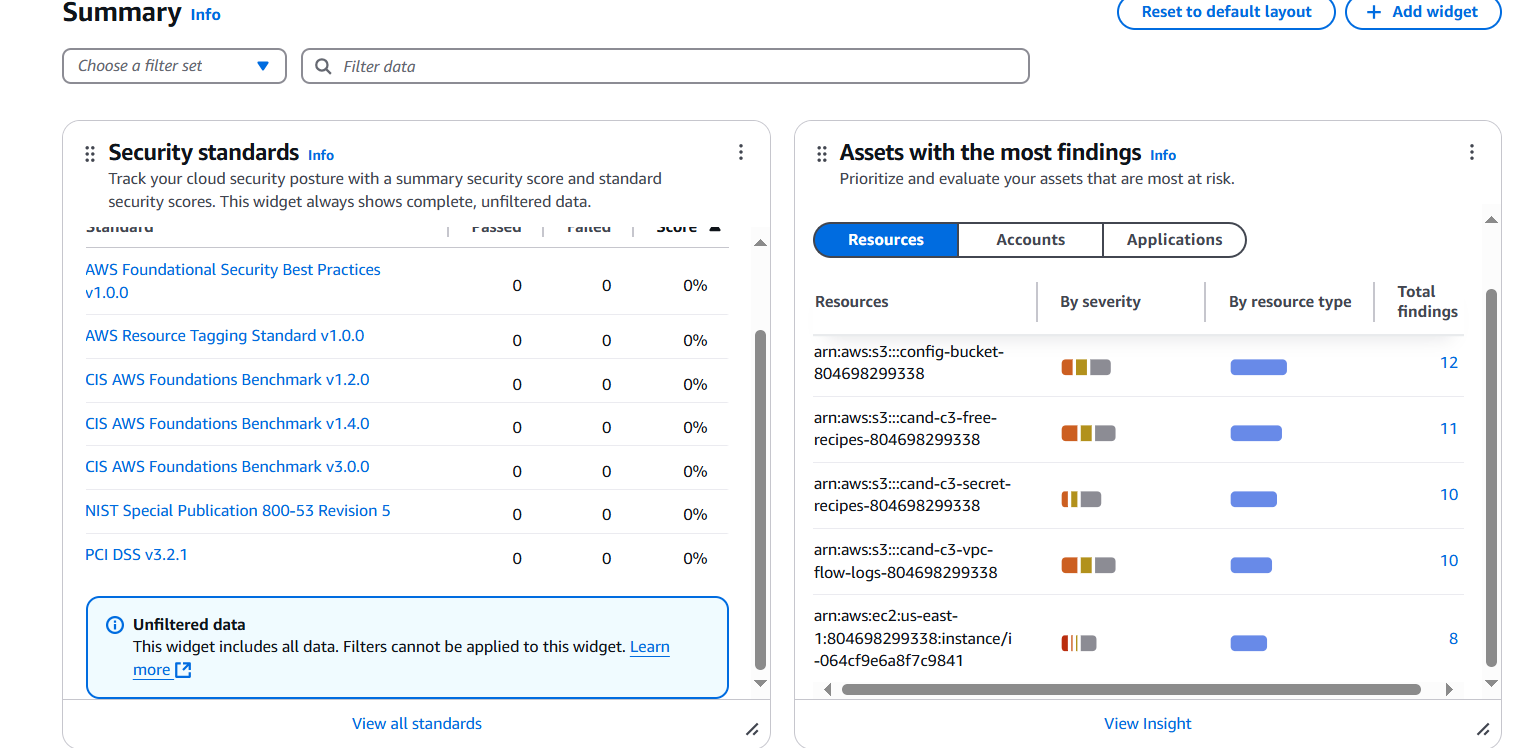 Summary Info
Reset to default layout
+ Add widget
Choose a filter set
Filter data
Security standards Info
Track your cloud security posture with a summary security score and standard
security scores. This widget always shows complete, unfiltered data.
Standard Passed Failed Score
AWS Foundational Security Best Practices
v1.0.0
0 0 0%
AWS Resource Tagging Standard v1.0.0 0 0 0%
CIS AWS Foundations Benchmark v1.2.0 0 0 0%
CIS AWS Foundations Benchmark v1.4.0 0 0 0%
CIS AWS Foundations Benchmark v3.0.0 0 0 0%
NIST Special Publication 800-53 Revision 5 0 0 0%
PCI DSS v3.2.1 0 0 0%
Unfiltered data
This widget includes all data. Filters cannot be applied to this widget. Learn
more
View all standards
Assets with the most findings Info
Prioritize and evaluate your assets that are most at risk.
Resources Accounts Applications
Resources By severity By resource type Total
findings
arn:aws:s3:::config-bucket-
804698299338
12
arn:aws:s3:::cand-c3-free-
recipes-804698299338
11
arn:aws:s3:::cand-c3-secret-
recipes-804698299338
10
arn:aws:s3:::cand-c3-vpc-
flow-logs-804698299338
10
arn:aws:ec2:us-east-
1:804698299338:instance/i
-064cf9e6a8f7c9841
8
View Insight